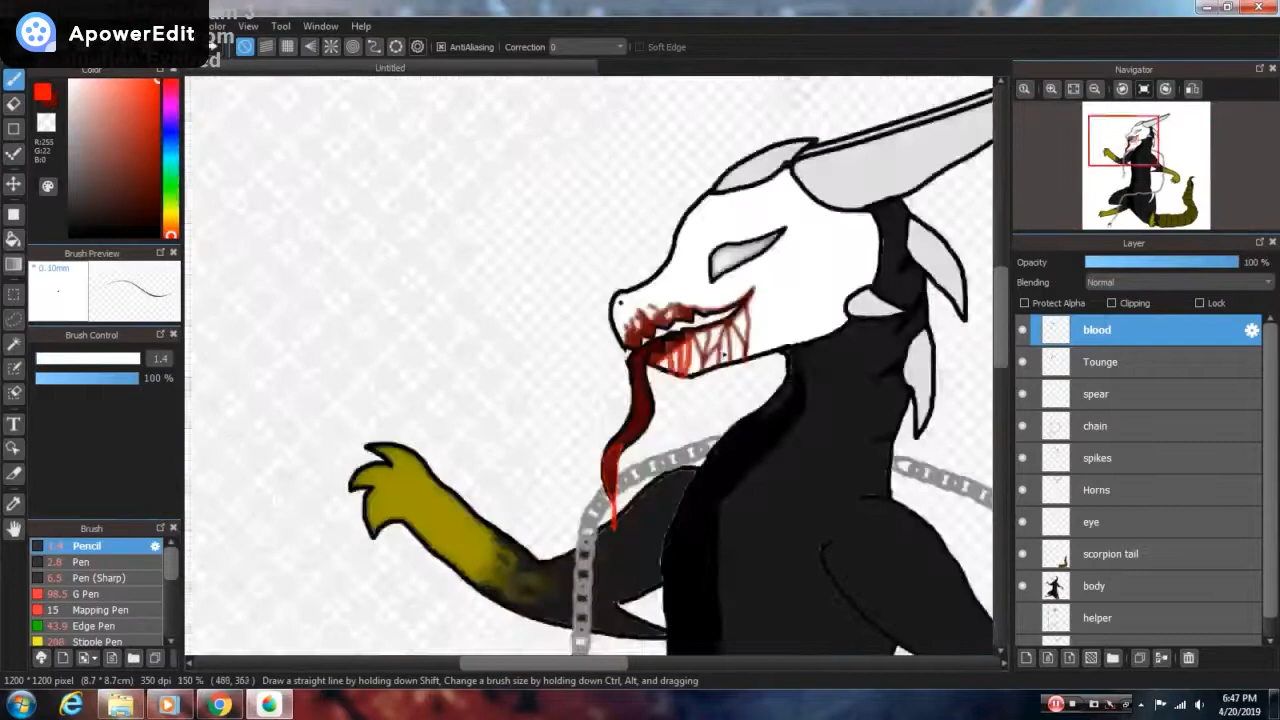 ApowerEdit
View Tool Window Help
AntiAliasing Correction 0 Soft Edge
Untitled
Color
R:255
G:22
B:0
Brush Preview
* 0.10mm
Brush Control
1.4
100 %
Brush
1.4 Pencil
2.8 Pen
6.5 Pen (Sharp)
98.5 G Pen
15 Mapping Pen
43.9 Edge Pen
208 Stipple Pen
Navigator
Layer
Opacity 100 %
Blending Normal
Protect Alpha Clipping Lock
blood
Tounge
spear
chain
spikes
Horns
eye
scorpion tail
body
helper
1200 * 1200 pixel (8.7 * 8.7cm) 350 dpi 150 % Draw a straight line by holding down Shift, Change a brush size by holding down Ctrl, Alt, and dragging
6:47 PM
4/20/2019